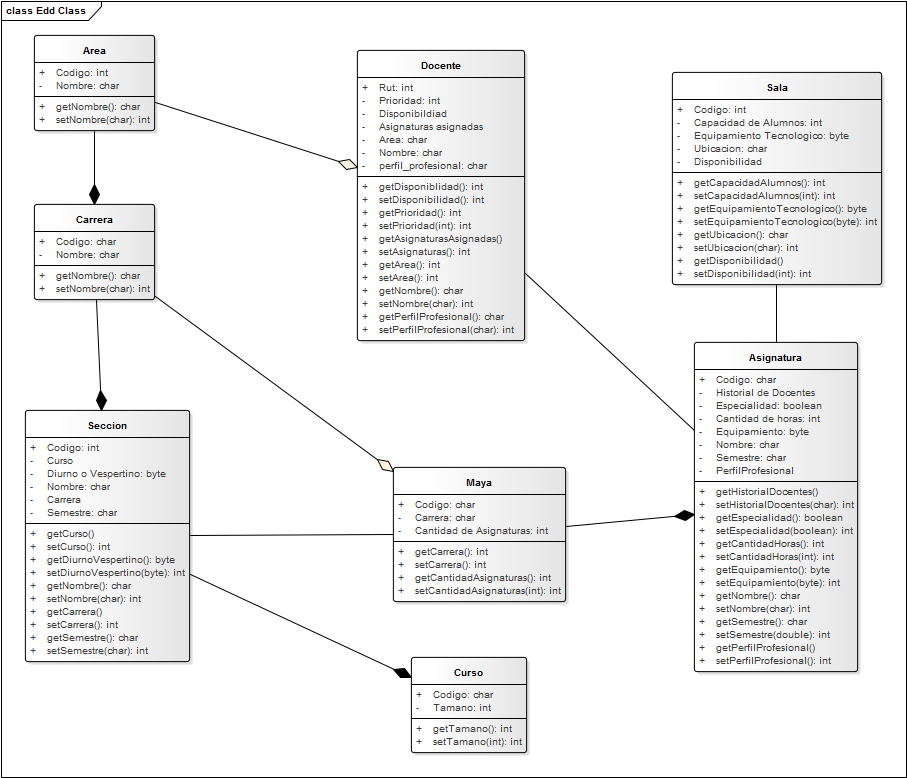 class Edd Class
Area
+ Codigo: int
- Nombre: char
+ getNombre(): char
+ setNombre(char): int
Carrera
+ Codigo: char
- Nombre: char
+ getNombre(): char
+ setNombre(char): int
Seccion
+ Codigo: int
- Curso
- Diurno o Vespertino: byte
- Nombre: char
- Carrera
- Semestre: char
+ getCurso()
+ setCurso(): int
+ getDiurnoVespertino(): byte
+ setDiurnoVespertino(byte): int
+ getNombre(): char
+ setNombre(char): int
+ getCarrera()
+ setCarrera(): int
+ getSemestre(): char
+ setSemestre(char): int
Docente
+ Rut: int
- Prioridad: int
- Disponibildiad
- Asignaturas asignadas
- Area: char
- Nombre: char
- perfil_profesional: char
+ getDisponiblidad(): int
+ setDisponibilidad(): int
+ getPrioridad(): int
+ setPrioridad(int): int
+ getAsignaturasAsignadas()
+ setAsignaturas(): int
+ getArea(): int
+ setArea(): int
+ getNombre(): char
+ setNombre(char): int
+ getPerfilProfesional(): char
+ setPerfilProfesional(char): int
Maya
+ Codigo: char
- Carrera: char
- Cantidad de Asignaturas: int
+ getCarrera(): int
+ setCarrera(): int
+ getCantidadAsignaturas(): int
+ setCantidadAsignaturas(int): int
Curso
+ Codigo: char
- Tamano: int
+ getTamano(): int
+ setTamano(int): int
Sala
+ Codigo: int
- Capacidad de Alumnos: int
- Equipamiento Tecnologico: byte
- Ubicacion: char
- Disponibilidad
+ getCapacidadAlumnos(): int
+ setCapacidadAlumnos(int): int
+ getEquipamientoTecnologico(): byte
+ setEquipamientoTecnologico(byte): int
+ getUbicacion(): char
+ setUbicacion(char): int
+ getDisponibilidad()
+ setDisponibilidad(int): int
Asignatura
+ Codigo: char
- Historial de Docentes
- Especialidad: boolean
- Cantidad de horas: int
- Equipamiento: byte
- Nombre: char
- Semestre: char
- PerfilProfesional
+ getHistorialDocentes()
+ setHistorialDocentes(char): int
+ getEspecialidad(): boolean
+ setEspecialidad(boolean): int
+ getCantidadHoras(): int
+ setCantidadHoras(int): int
+ getEquipamiento(): byte
+ setEquipamiento(byte): int
+ getNombre(): char
+ setNombre(char): int
+ getSemestre(): char
+ setSemestre(double): int
+ getPerfilProfesional()
+ setPerfilProfesional(): int